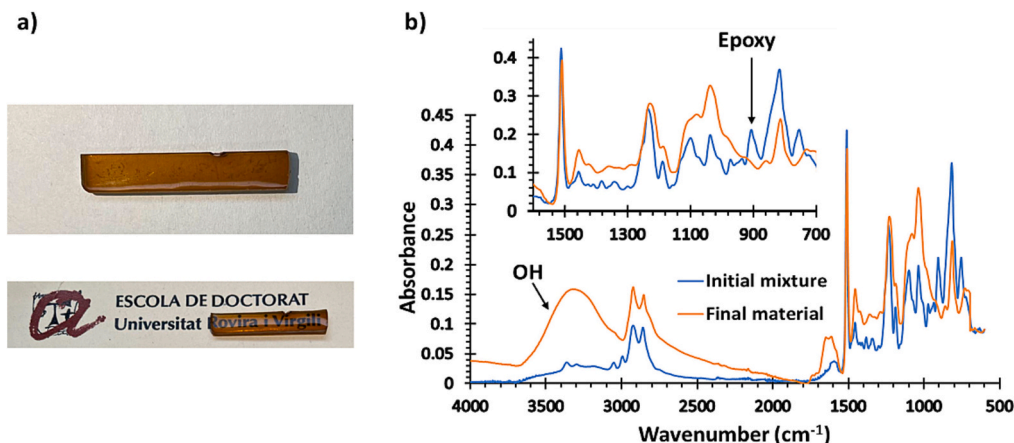 a)
ESCOLA DE DOCTORAT
Universitat Rovira i Virgili
b)
Epoxy
0.4
0.3
0.2
0.1
0
1500 1300 1100 900 700
Absorbance
0.45
0.4
0.35
0.3
0.25
0.2
0.15
0.1
0.05
0
OH
Initial mixture
Final material
4000 3500 3000 2500 2000 1500 1000 500
Wavenumber (cm⁻¹)